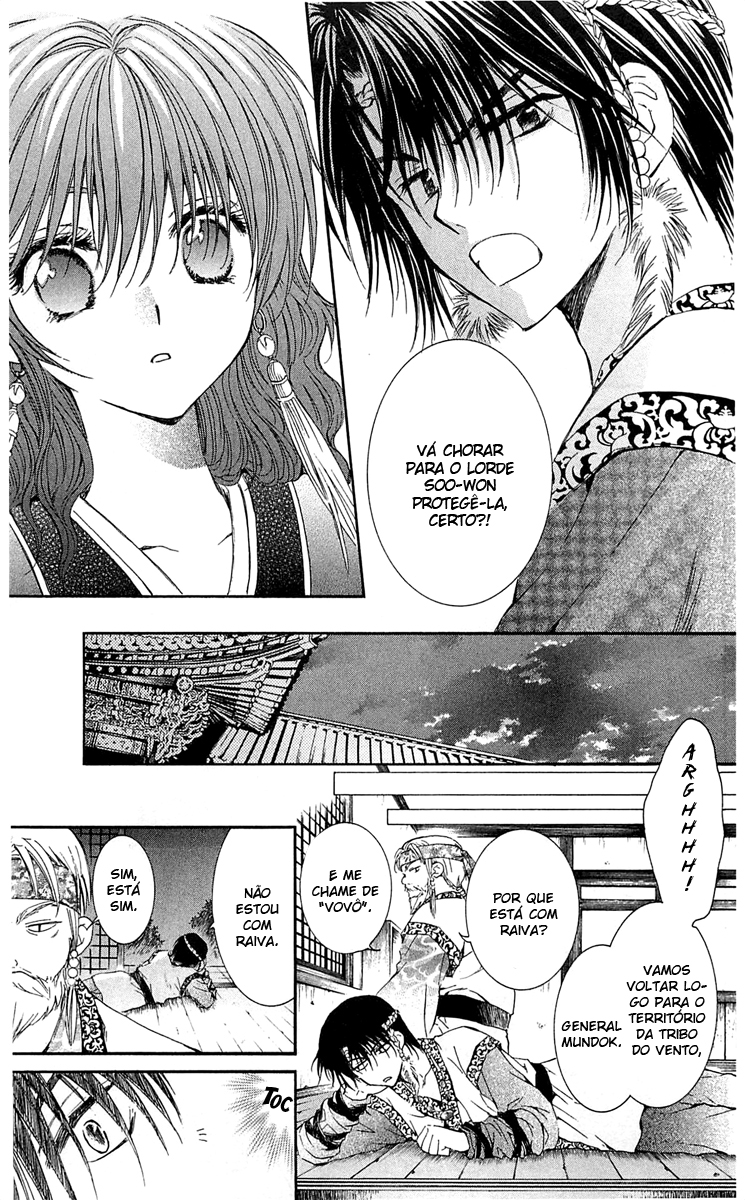 VÁ CHORAR
PARA O LORDE
SOO-WON
PROTEGÊ-LA,
CERTO?!
ARGHHHH!
VAMOS
VOLTAR LO-
GO PARA O
TERRITÓRIO
DA TRIBO
DO VENTO,
GENERAL
MUNDOK.
POR QUE
ESTÁ COM
RAIVA?
E ME
CHAME DE
"VOVÔ".
NÃO
ESTOU
COM
RAIVA.
SIM,
ESTÁ
SIM.
TOC